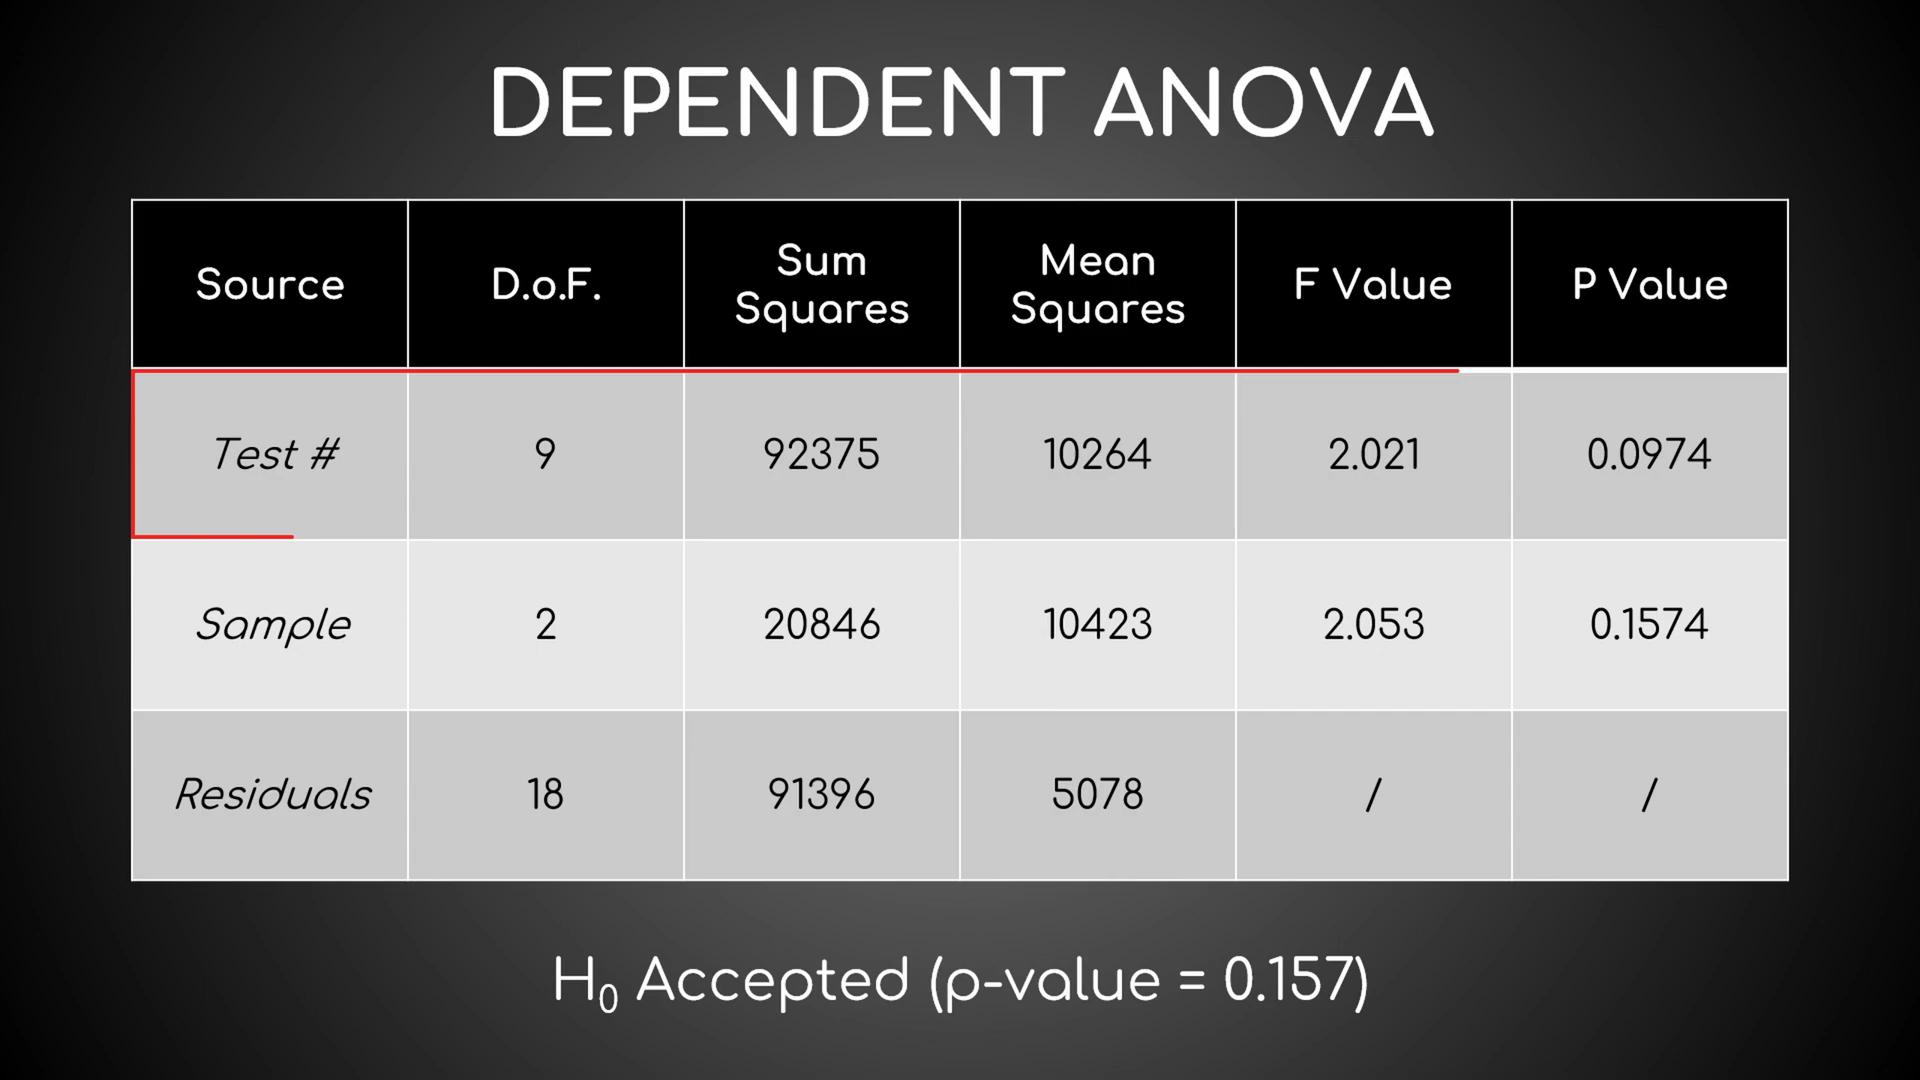 DEPENDENT ANOVA
Source D.o.F. Sum Squares Mean Squares F Value P Value
Test # 9 92375 10264 2.021 0.0974
Sample 2 20846 10423 2.053 0.1574
Residuals 18 91396 5078 / /
H₀ Accepted (p-value = 0.157)